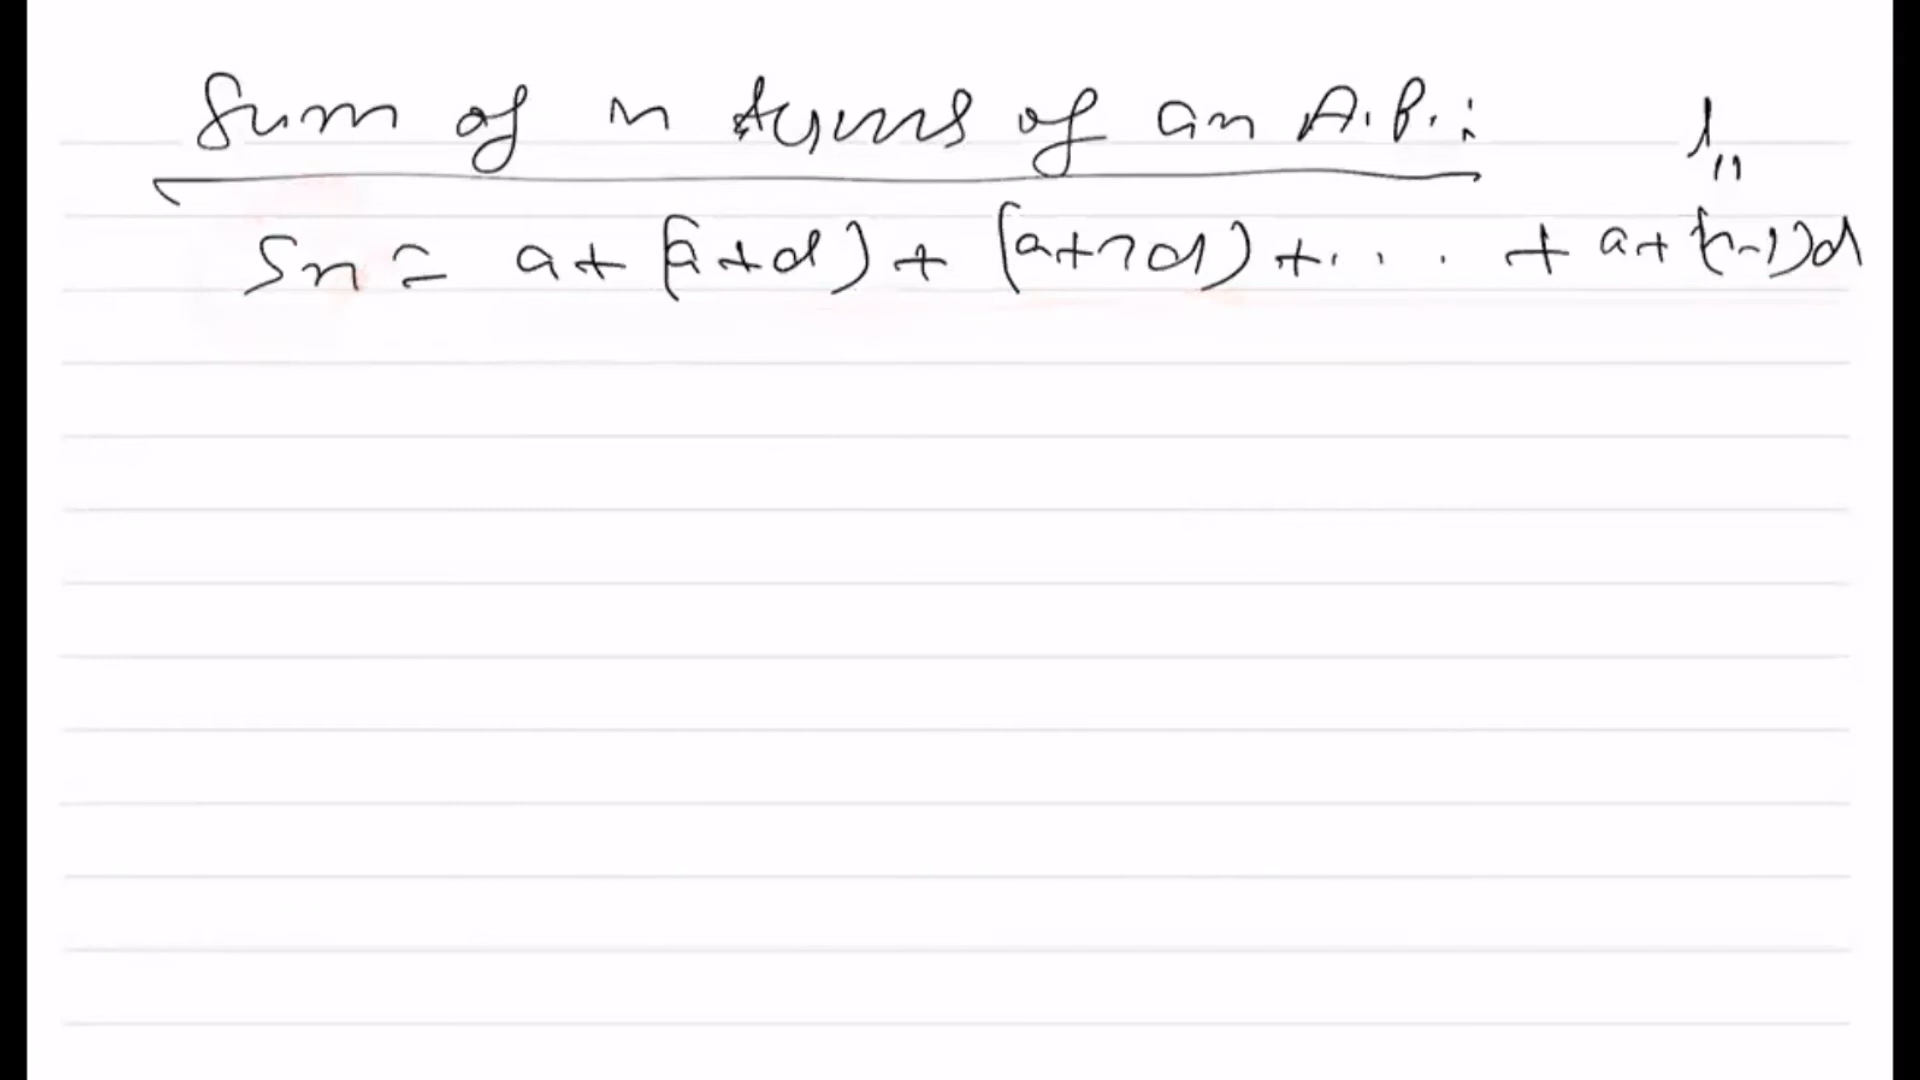 Sum of n terms of an A.P.:
l
"
Sn = a + (a+d) + (a+2d) + . . . + a+(n-1)d